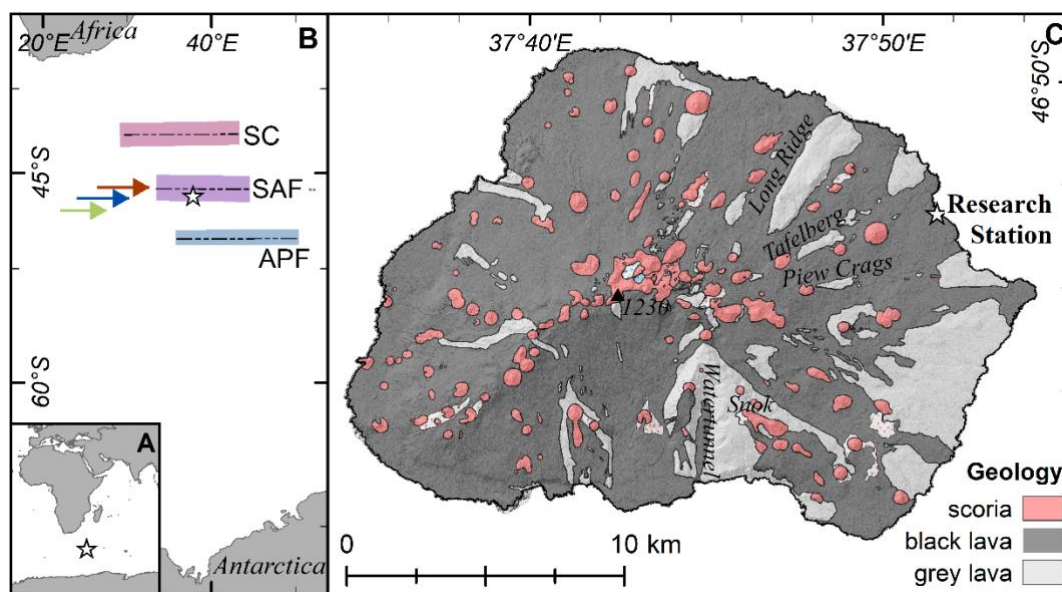 20°E
Africa
40°E
B
SC
45°S
SAF
APF
60°S
A
Antarctica
37°40'E
37°50'E
C
46°50'S
Long Ridge
Research
Station
Tafelberg
Piew Crags
1230
Watertunnel
Snok
Geology
scoria
black lava
grey lava
0
10 km